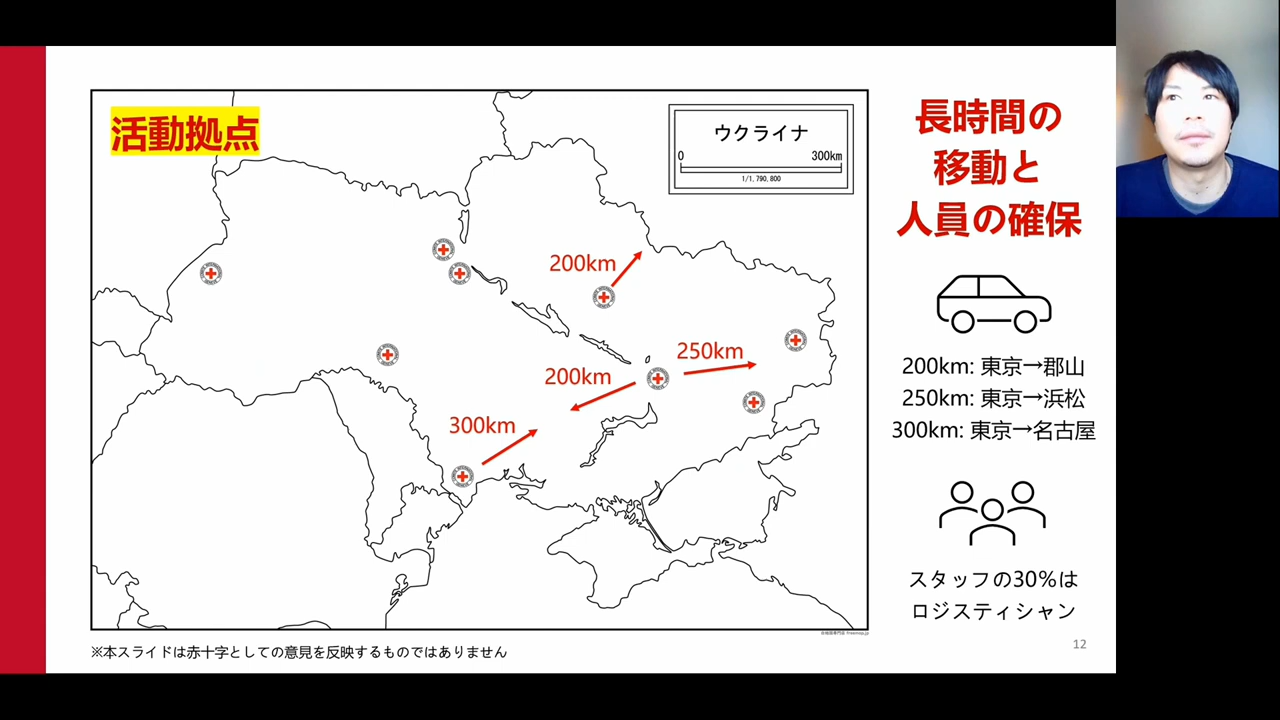 活動拠点
ウクライナ
0 300km
1/1,790,800
200km
250km
200km
300km
長時間の
移動と
人員の確保
200km: 東京→郡山
250km: 東京→浜松
300km: 東京→名古屋
スタッフの30%は
ロジスティシャン
※本スライドは赤十字としての意見を反映するものではありません
12